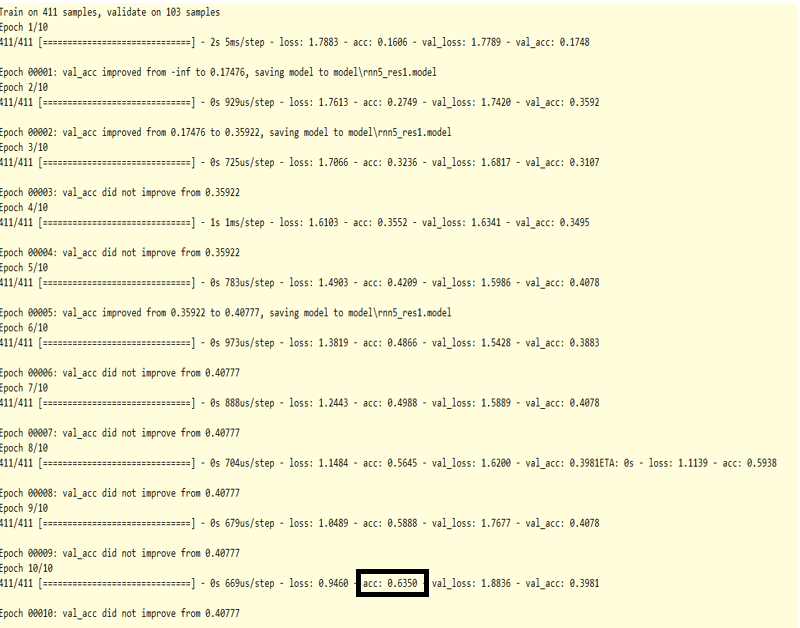 Train on 411 samples, validate on 103 samples
Epoch 1/10
411/411 [==============================] - 2s 5ms/step - loss: 1.7883 - acc: 0.1606 - val_loss: 1.7789 - val_acc: 0.1748
Epoch 00001: val_acc improved from -inf to 0.17476, saving model to model\rnn5_res1.model
Epoch 2/10
411/411 [==============================] - 0s 929us/step - loss: 1.7613 - acc: 0.2749 - val_loss: 1.7420 - val_acc: 0.3592
Epoch 00002: val_acc improved from 0.17476 to 0.35922, saving model to model\rnn5_res1.model
Epoch 3/10
411/411 [==============================] - 0s 725us/step - loss: 1.7066 - acc: 0.3236 - val_loss: 1.6817 - val_acc: 0.3107
Epoch 00003: val_acc did not improve from 0.35922
Epoch 4/10
411/411 [==============================] - 1s 1ms/step - loss: 1.6103 - acc: 0.3552 - val_loss: 1.6341 - val_acc: 0.3495
Epoch 00004: val_acc did not improve from 0.35922
Epoch 5/10
411/411 [==============================] - 0s 783us/step - loss: 1.4903 - acc: 0.4209 - val_loss: 1.5986 - val_acc: 0.4078
Epoch 00005: val_acc improved from 0.35922 to 0.40777, saving model to model\rnn5_res1.model
Epoch 6/10
411/411 [==============================] - 0s 973us/step - loss: 1.3819 - acc: 0.4866 - val_loss: 1.5428 - val_acc: 0.3883
Epoch 00006: val_acc did not improve from 0.40777
Epoch 7/10
411/411 [==============================] - 0s 888us/step - loss: 1.2443 - acc: 0.4988 - val_loss: 1.5889 - val_acc: 0.4078
Epoch 00007: val_acc did not improve from 0.40777
Epoch 8/10
411/411 [==============================] - 0s 704us/step - loss: 1.1484 - acc: 0.5645 - val_loss: 1.6200 - val_acc: 0.3981ETA: 0s - loss: 1.1139 - acc: 0.5938
Epoch 00008: val_acc did not improve from 0.40777
Epoch 9/10
411/411 [==============================] - 0s 679us/step - loss: 1.0489 - acc: 0.5888 - val_loss: 1.7677 - val_acc: 0.4078
Epoch 00009: val_acc did not improve from 0.40777
Epoch 10/10
411/411 [==============================] - 0s 669us/step - loss: 0.9460 - acc: 0.6350 - val_loss: 1.8836 - val_acc: 0.3981
Epoch 00010: val_acc did not improve from 0.40777